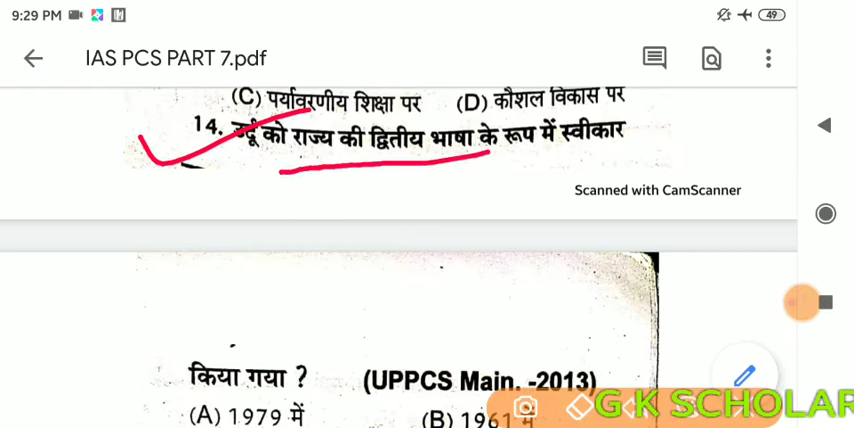 9:29 PM
49
IAS PCS PART 7.pdf
(C) पर्यावरणीय शिक्षा पर (D) कौशल विकास पर
14. उर्दू को राज्य की द्वितीय भाषा के रूप में स्वीकार
Scanned with CamScanner
किया गया ? (UPPCS Main. -2013)
(A) 1979 में (B) 1961 में
G K SCHOLAR